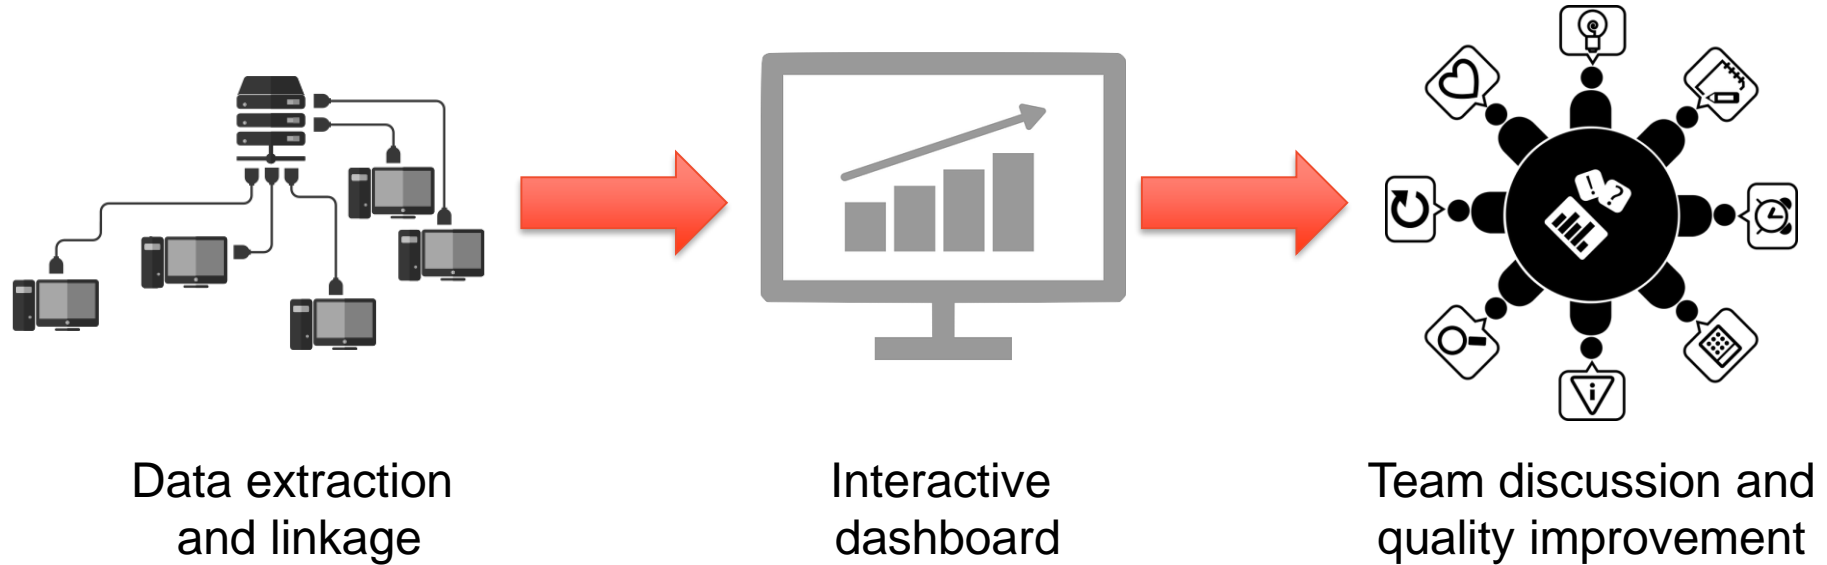 Data extraction
and linkage
Interactive
dashboard
Team discussion and
quality improvement
! ?
i